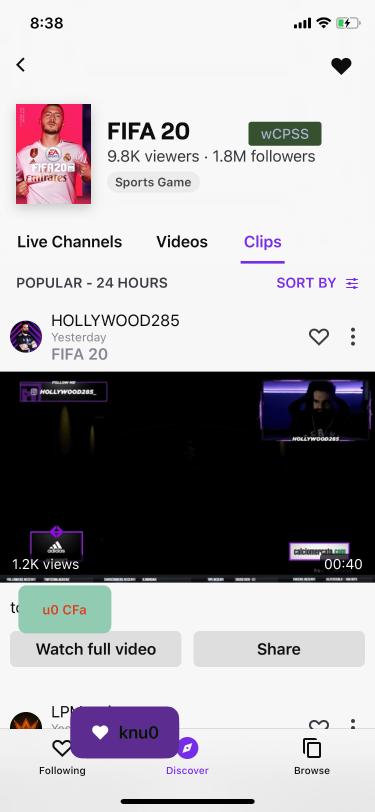 8:38
FIFA 20
wCPSS
9.8K viewers · 1.8M followers
Sports Game
Live Channels
Videos
Clips
POPULAR - 24 HOURS
SORT BY
HOLLYWOOD285
Yesterday
FIFA 20
FOLLOW ME
HOLLYWOOD285_
HOLLYWOOD285
adidas
calciomercato.com
1.2K views
00:40
u0 CFa
Watch full video
Share
knu0
Following
Discover
Browse